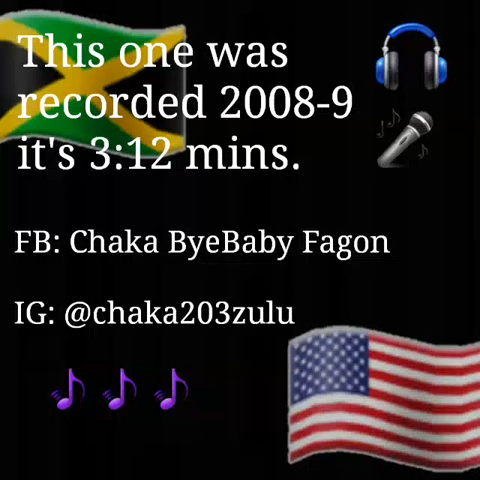 This one was
recorded 2008-9
it's 3:12 mins.
FB: Chaka ByeBaby Fagon
IG: @chaka203zulu